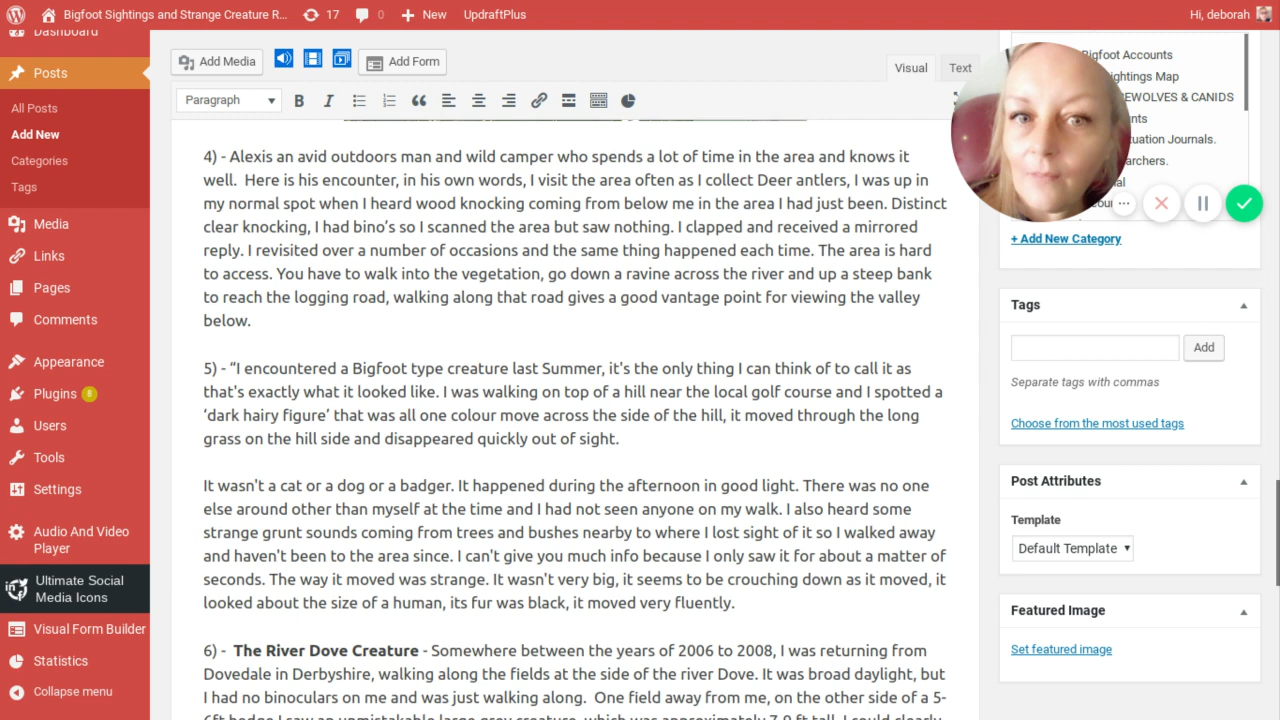 Bigfoot Sightings and Strange Creature R...
17
0
New
UpdraftPlus
Hi, deborah
Dashboard
Posts
All Posts
Add New
Categories
Tags
Media
Links
Pages
Comments
Appearance
Plugins 8
Users
Tools
Settings
Audio And Video
Player
Ultimate Social
Media Icons
Visual Form Builder
Statistics
Collapse menu
Add Media
Add Form
Visual
Text
Paragraph
4) - Alexis an avid outdoors man and wild camper who spends a lot of time in the area and knows it
well. Here is his encounter, in his own words, I visit the area often as I collect Deer antlers, I was up in
my normal spot when I heard wood knocking coming from below me in the area I had just been. Distinct
clear knocking, I had bino’s so I scanned the area but saw nothing. I clapped and received a mirrored
reply. I revisited over a number of occasions and the same thing happened each time. The area is hard
to access. You have to walk into the vegetation, go down a ravine across the river and up a steep bank
to reach the logging road, walking along that road gives a good vantage point for viewing the valley
below.
5) - “I encountered a Bigfoot type creature last Summer, it's the only thing I can think of to call it as
that's exactly what it looked like. I was walking on top of a hill near the local golf course and I spotted a
‘dark hairy figure’ that was all one colour move across the side of the hill, it moved through the long
grass on the hill side and disappeared quickly out of sight.
It wasn't a cat or a dog or a badger. It happened during the afternoon in good light. There was no one
else around other than myself at the time and I had not seen anyone on my walk. I also heard some
strange grunt sounds coming from trees and bushes nearby to where I lost sight of it so I walked away
and haven't been to the area since. I can't give you much info because I only saw it for about a matter of
seconds. The way it moved was strange. It wasn't very big, it seems to be crouching down as it moved, it
looked about the size of a human, its fur was black, it moved very fluently.
6) - The River Dove Creature - Somewhere between the years of 2006 to 2008, I was returning from
Dovedale in Derbyshire, walking along the fields at the side of the river Dove. It was broad daylight, but
I had no binoculars on me and was just walking along. One field away from me, on the other side of a 5-
6ft hedge I saw an unmistakable large grey creature, which was approximately 7-9 ft tall. I could clearly
Bigfoot Accounts
ightings Map
EWOLVES & CANIDS
nts
tuation Journals.
archers.
al
+ Add New Category
Tags
Add
Separate tags with commas
Choose from the most used tags
Post Attributes
Template
Default Template
Featured Image
Set featured image